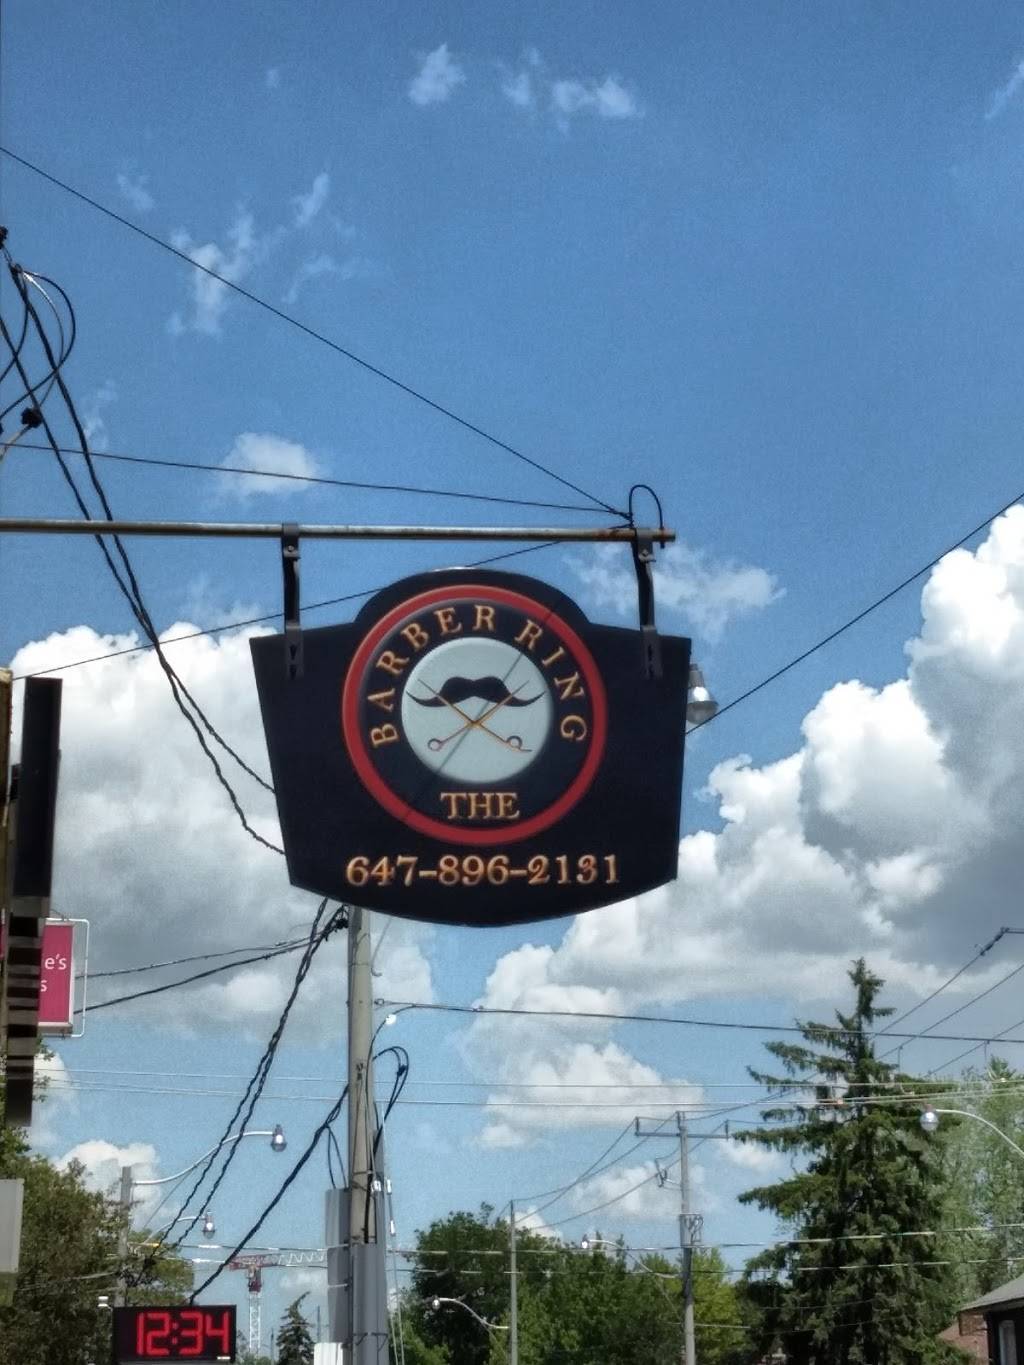 BARBER RING
THE
647-896-2131
e's
s
12:34